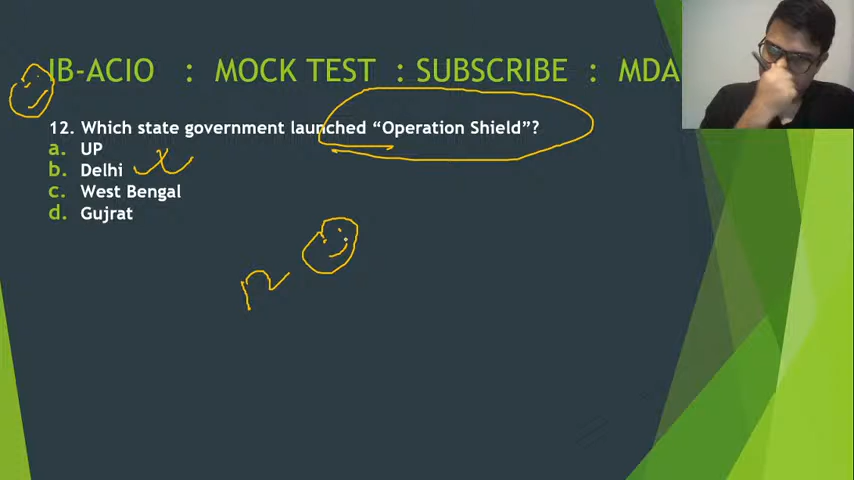 IB-ACIO : MOCK TEST : SUBSCRIBE : MDA
12. Which state government launched “Operation Shield”?
a. UP
b. Delhi
c. West Bengal
d. Gujrat